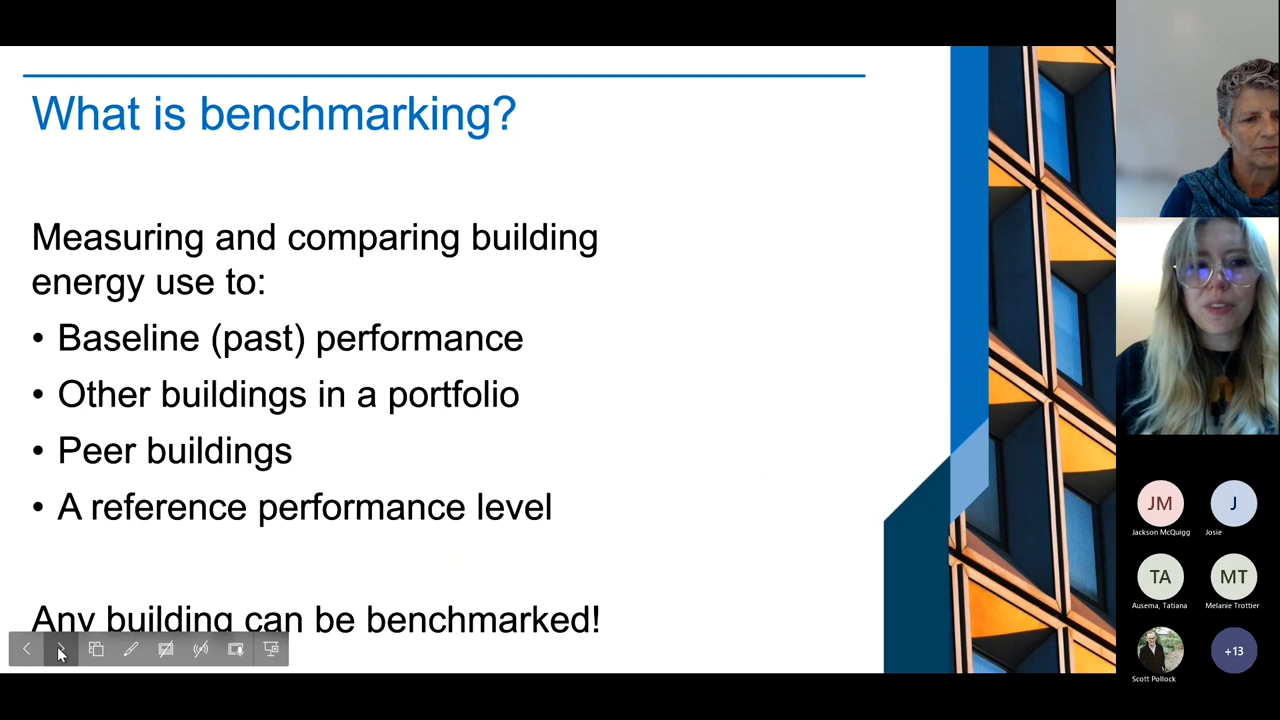 What is benchmarking?
Measuring and comparing building
energy use to:
• Baseline (past) performance
• Other buildings in a portfolio
• Peer buildings
• A reference performance level
Any building can be benchmarked!
JM
J
Jackson McQuigg
Josie
TA
MT
Ausema, Tatiana
Melanie Trottier
+13
Scott Pollock